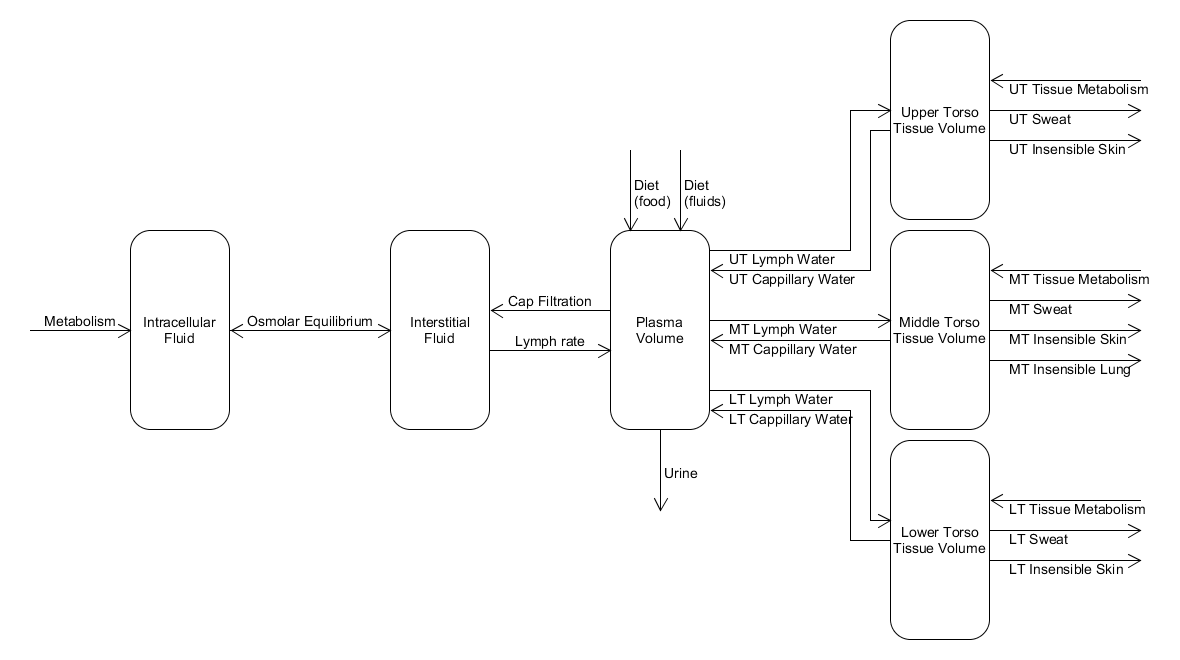 Upper Torso
Tissue Volume
UT Tissue Metabolism
UT Sweat
UT Insensible Skin
Diet
(food)
Diet
(fluids)
UT Lymph Water
UT Cappillary Water
Metabolism
Intracellular
Fluid
Osmolar Equilibrium
Interstitial
Fluid
Cap Filtration
Lymph rate
Plasma
Volume
MT Lymph Water
MT Cappillary Water
Middle Torso
Tissue Volume
MT Tissue Metabolism
MT Sweat
MT Insensible Skin
MT Insensible Lung
LT Lymph Water
LT Cappillary Water
Urine
Lower Torso
Tissue Volume
LT Tissue Metabolism
LT Sweat
LT Insensible Skin